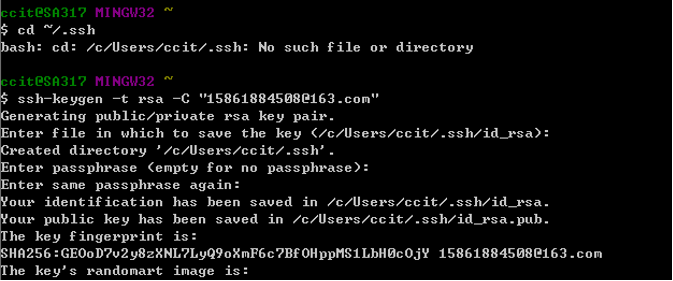 ccit@SA317 MINGW32 ~
$ cd ~/.ssh
bash: cd: /c/Users/ccit/.ssh: No such file or directory
ccit@SA317 MINGW32 ~
$ ssh-keygen -t rsa -C "15861884508@163.com"
Generating public/private rsa key pair.
Enter file in which to save the key (/c/Users/ccit/.ssh/id_rsa):
Created directory '/c/Users/ccit/.ssh'.
Enter passphrase (empty for no passphrase):
Enter same passphrase again:
Your identification has been saved in /c/Users/ccit/.ssh/id_rsa.
Your public key has been saved in /c/Users/ccit/.ssh/id_rsa.pub.
The key fingerprint is:
SHA256:GEOoD7v2y8zXNL7LyQ9oXmF6c7BfOHppMS1LbH0cOjY 15861884508@163.com
The key's randomart image is: